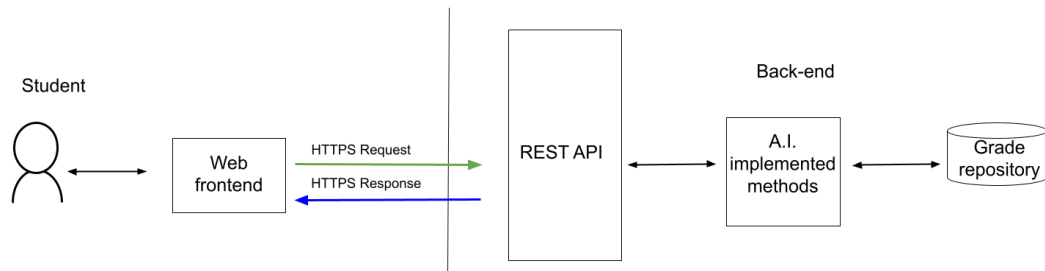 Student
Web
frontend
HTTPS Request
HTTPS Response
REST API
Back-end
A.I.
implemented
methods
Grade
repository